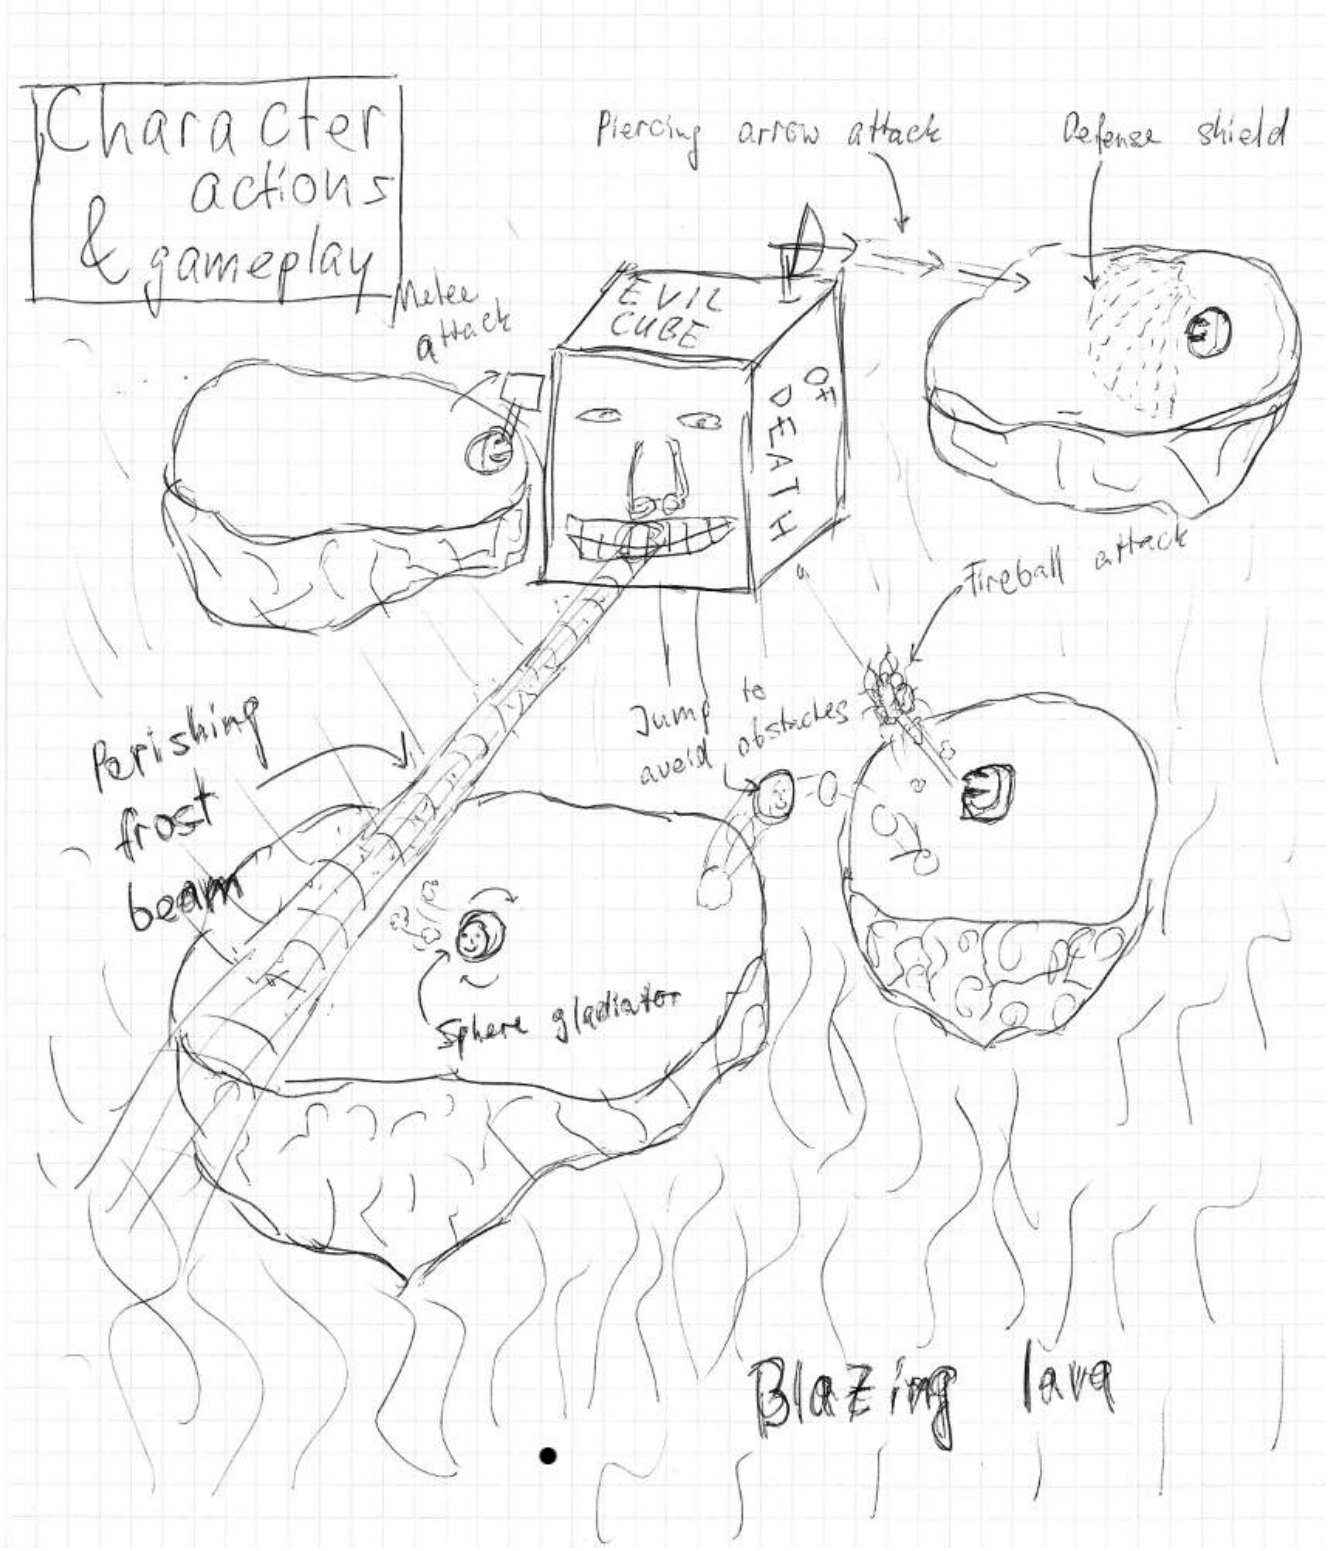 Character
actions
& gameplay
Piercing arrow attack
Defense shield
Melee
attack
EVIL
CUBE
OF
DEATH
Fireball attack
Jump to
avoid obstacles
Perishing
frost
beam
Sphere gladiator
Blazing lava